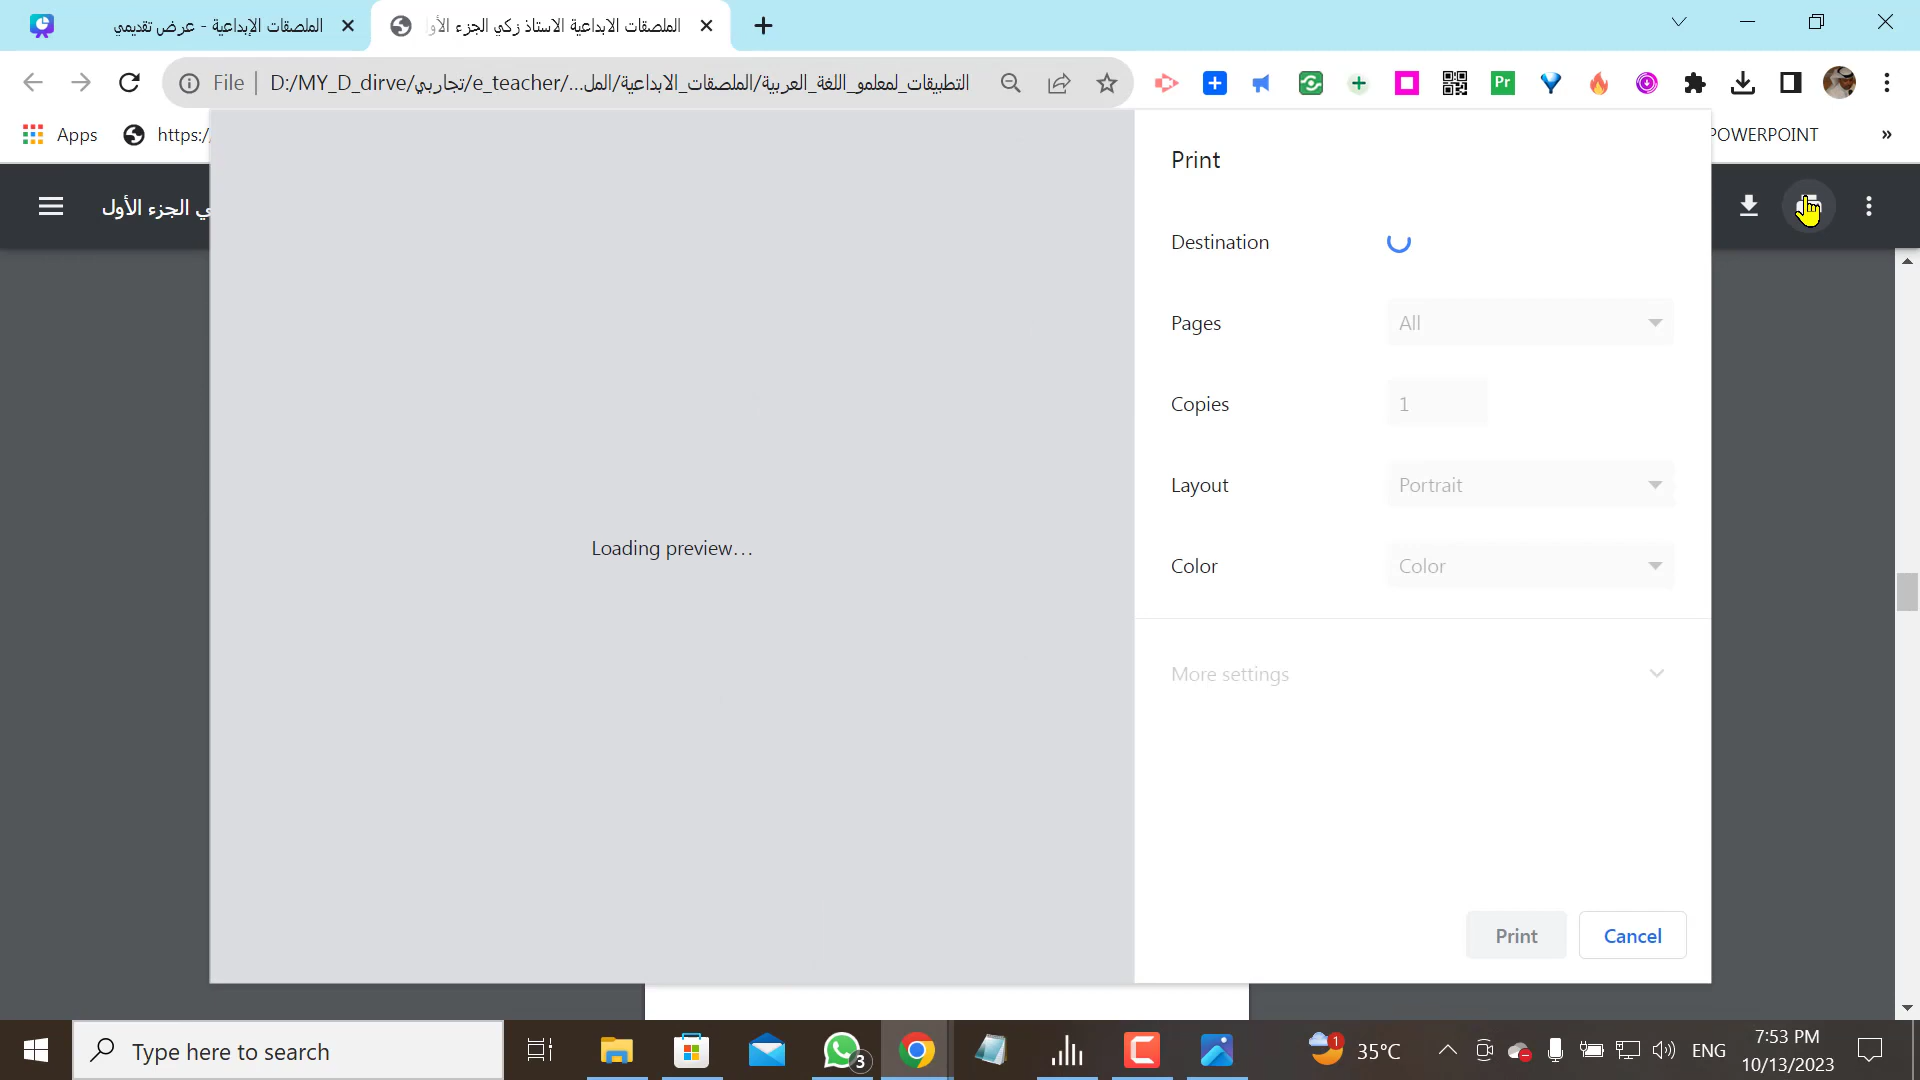 الملصقات الإبداعية - عرض تقديمي
الملصقات الابداعية الاستاذ زكي الجزء الأو
File
D:/MY_D_dirve/تجاربي/e_teacher/...التطبيقات_لمعلمو_اللغة_العربية/الملصقات_الابداعية/المل
Pr
Apps
https:/
POWERPOINT
»
ي الجزء الأول
Print
Destination
Pages
All
Copies
1
Layout
Portrait
Color
Color
Loading preview...
More settings
Print
Cancel
Type here to search
3
1
35°C
ENG
7:53 PM
10/13/2023